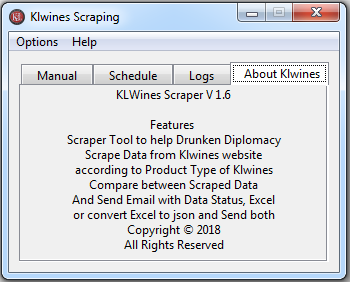 KL Klwines Scraping
Options Help
Manual Schedule Logs About Klwines
KLWines Scraper V 1.6
Features
Scraper Tool to help Drunken Diplomacy
Scrape Data from Klwines website
according to Product Type of Klwines
Compare between Scraped Data
And Send Email with Data Status, Excel
or convert Excel to json and Send both
Copyright © 2018
All Rights Reserved